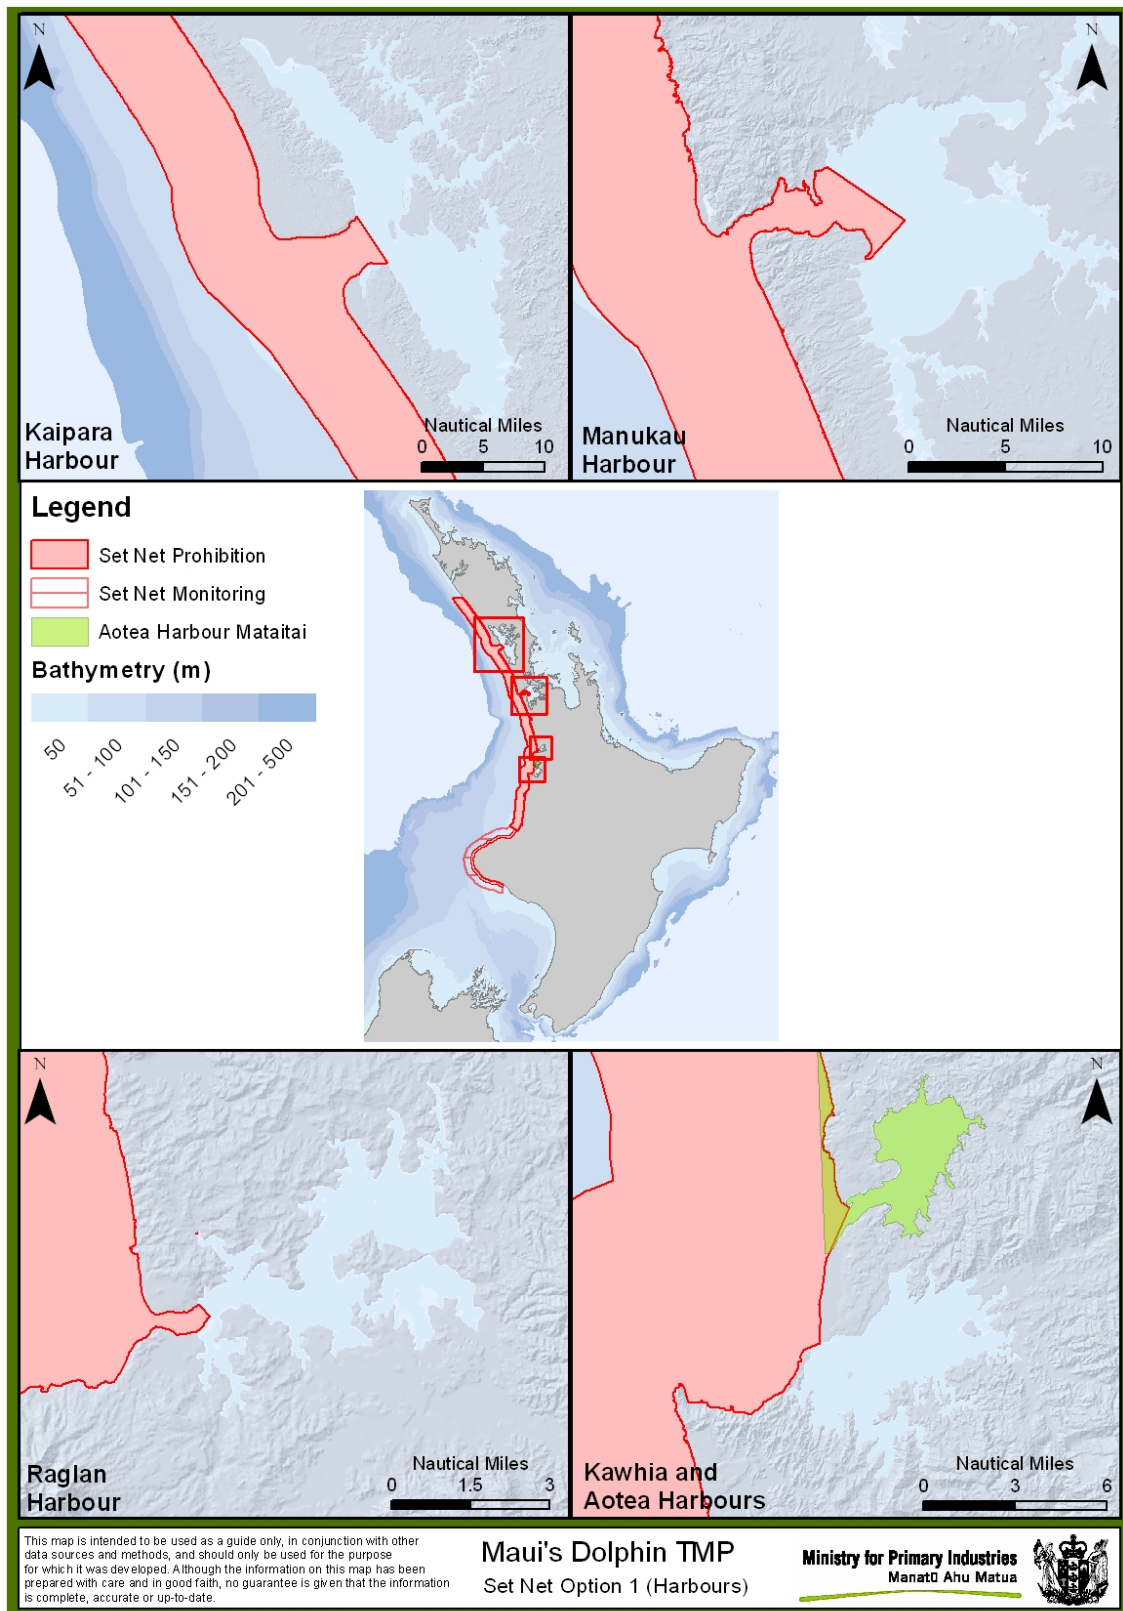 N
Kaipara
Harbour
Nautical Miles
0 5 10
N
Manukau
Harbour
Nautical Miles
0 5 10
Legend
Set Net Prohibition
Set Net Monitoring
Aotea Harbour Mataitai
Bathymetry (m)
50
51 - 100
101 - 150
151 - 200
201 - 500
N
Raglan
Harbour
Nautical Miles
0 1.5 3
N
Kawhia and
Aotea Harbours
Nautical Miles
0 3 6
This map is intended to be used as a guide only, in conjunction with other
data sources and methods, and should only be used for the purpose
for which it was developed. Although the information on this map has been
prepared with care and in good faith, no guarantee is given that the information
is complete, accurate or up-to-date.
Maui's Dolphin TMP
Set Net Option 1 (Harbours)
Ministry for Primary Industries
Manatū Ahu Matua